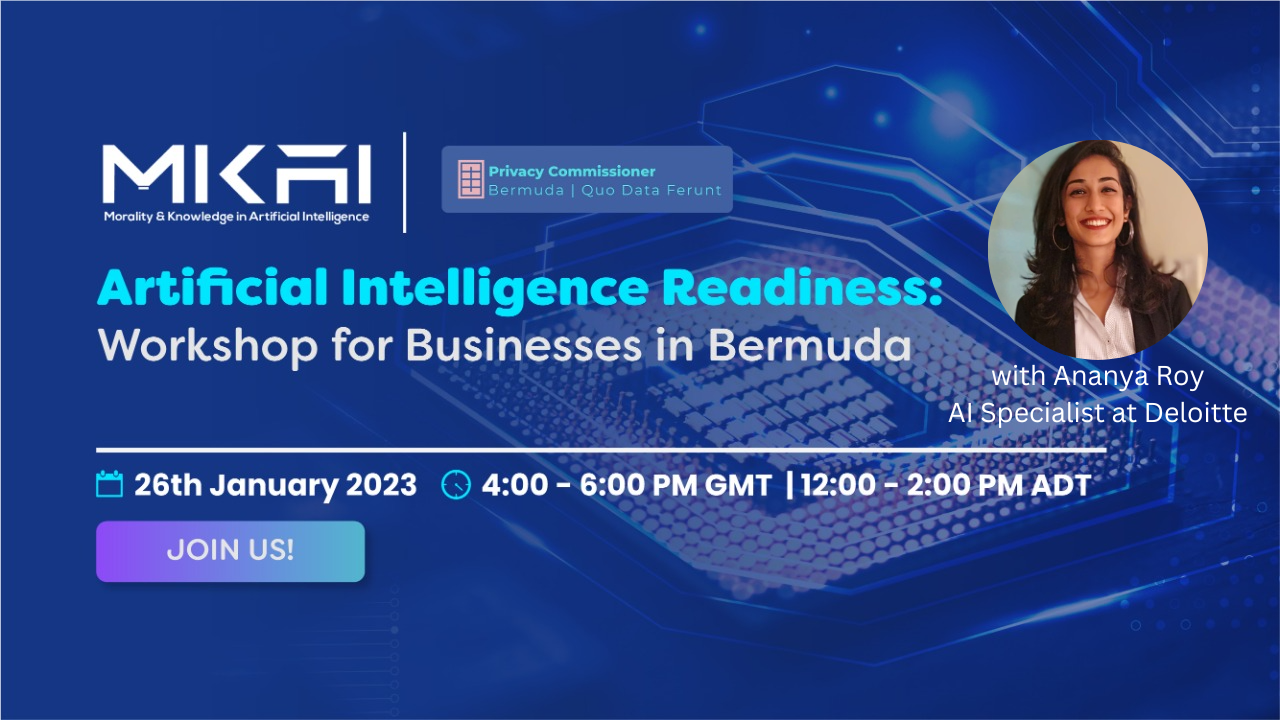 MKAI
Morality & Knowledge in Artificial Intelligence
Privacy Commissioner
Bermuda | Quo Data Ferunt
Artificial Intelligence Readiness:
Workshop for Businesses in Bermuda
with Ananya Roy
AI Specialist at Deloitte
26th January 2023 4:00 - 6:00 PM GMT | 12:00 - 2:00 PM ADT
JOIN US!